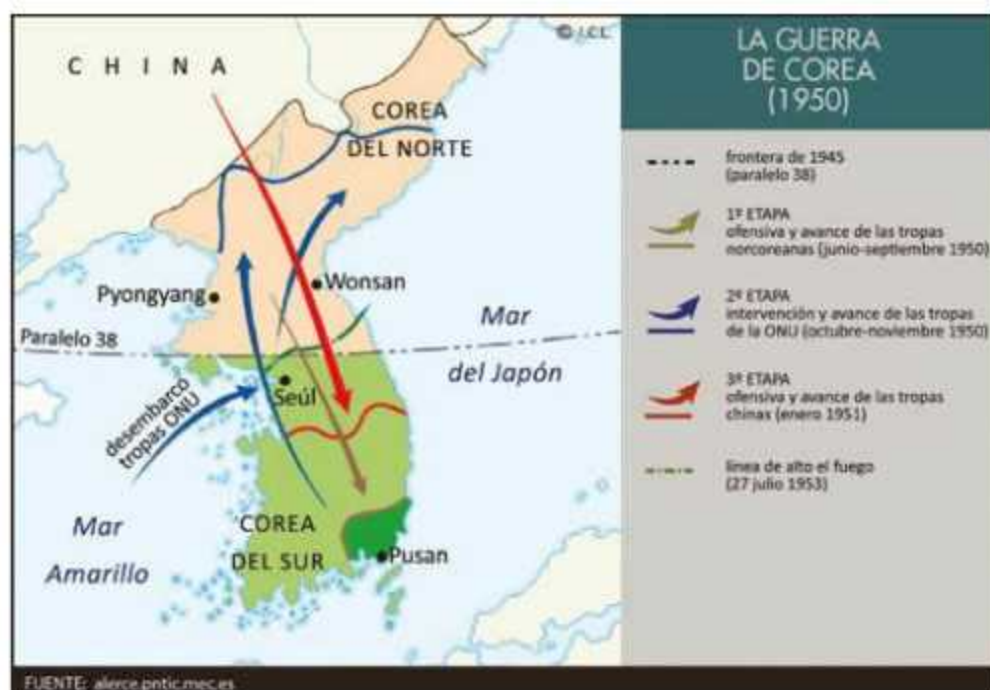 © J.C.L.
CHINA
COREA
DEL NORTE
Pyongyang
Wonsan
Paralelo 38
Mar
del Japón
desembarco
tropas ONU
Seúl
Mar
Amarillo
COREA
DEL SUR
Pusan
LA GUERRA
DE COREA
(1950)
frontera de 1945
(paralelo 38)
1ª ETAPA
ofensiva y avance de las tropas
norcoreanas (junio-septiembre 1950)
2ª ETAPA
intervención y avance de las tropas
de la ONU (octubre-noviembre 1950)
3ª ETAPA
ofensiva y avance de las tropas
chinas (enero 1951)
línea de alto el fuego
(27 julio 1953)
FUENTE: alerce.pntic.mec.es